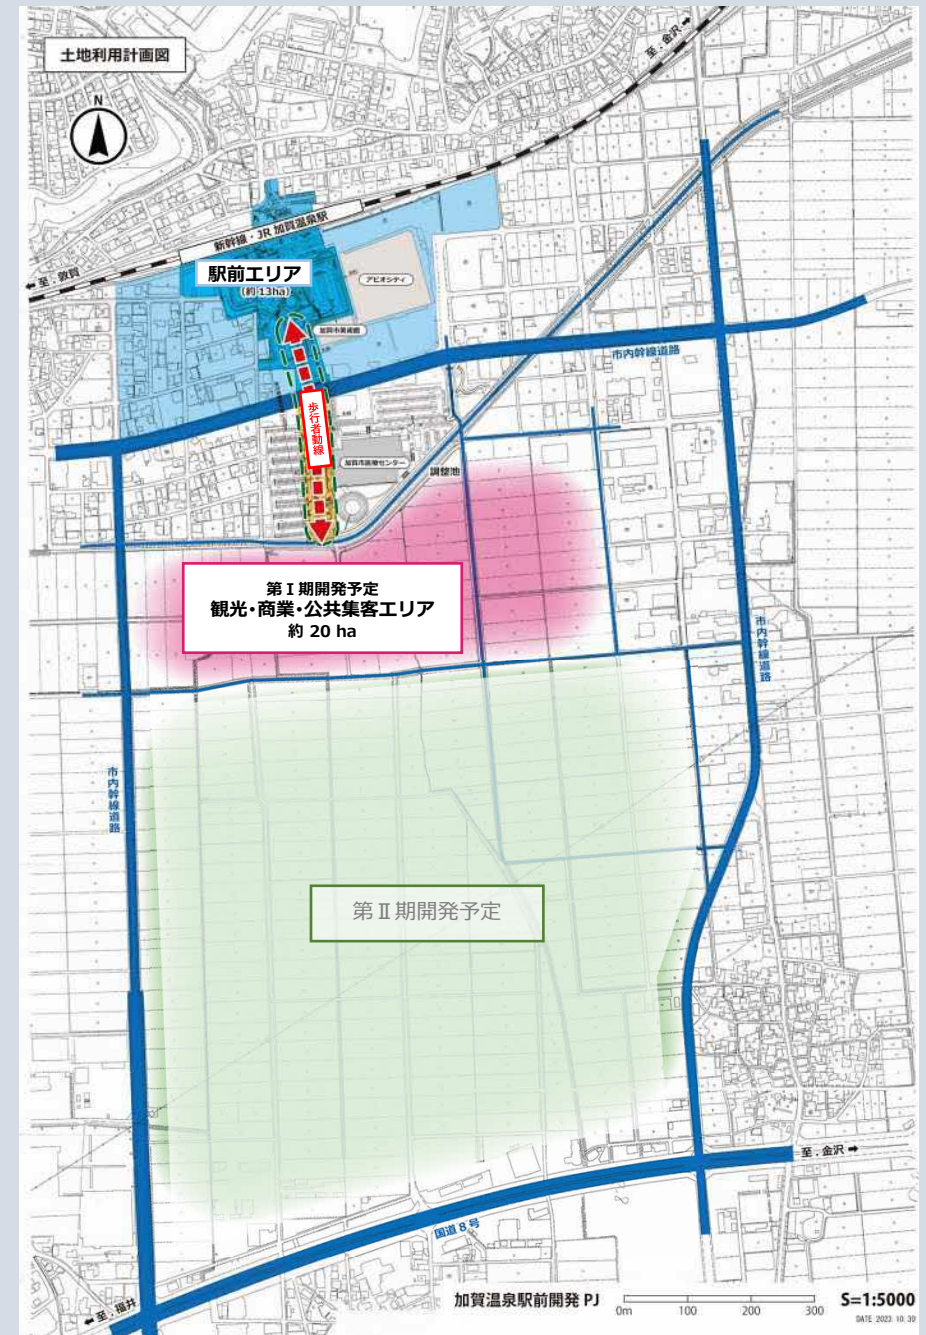 土地利用計画図
N
至.金沢
新幹線・JR 加賀温泉駅
至.敦賀
駅前エリア
(約13ha)
アビオシティ
加賀市美術館
市内幹線道路
歩行者動線
加賀市医療センター
調整池
第Ⅰ期開発予定
観光・商業・公共集客エリア
約 20 ha
市内幹線道路
市内幹線道路
第Ⅱ期開発予定
至.金沢
国道8号
至.福井
加賀温泉駅前開発 PJ
0m 100 200 300
S=1:5000
DATE 2023.10.30